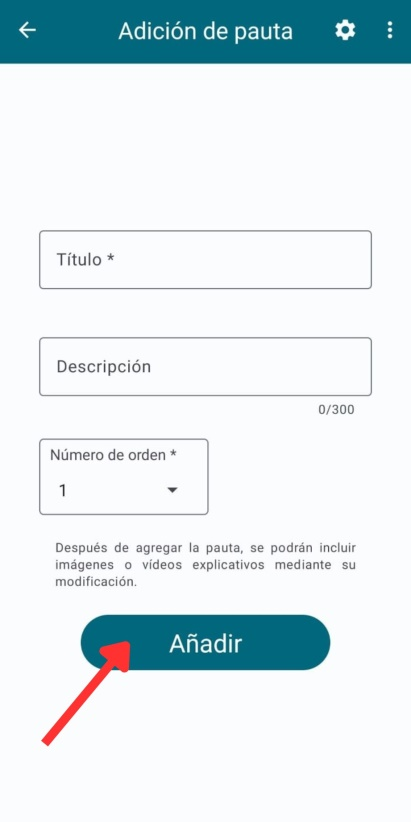 Adición de pauta
Título *
Descripción
0/300
Número de orden *
1
Después de agregar la pauta, se podrán incluir
imágenes o vídeos explicativos mediante su
modificación.
Añadir